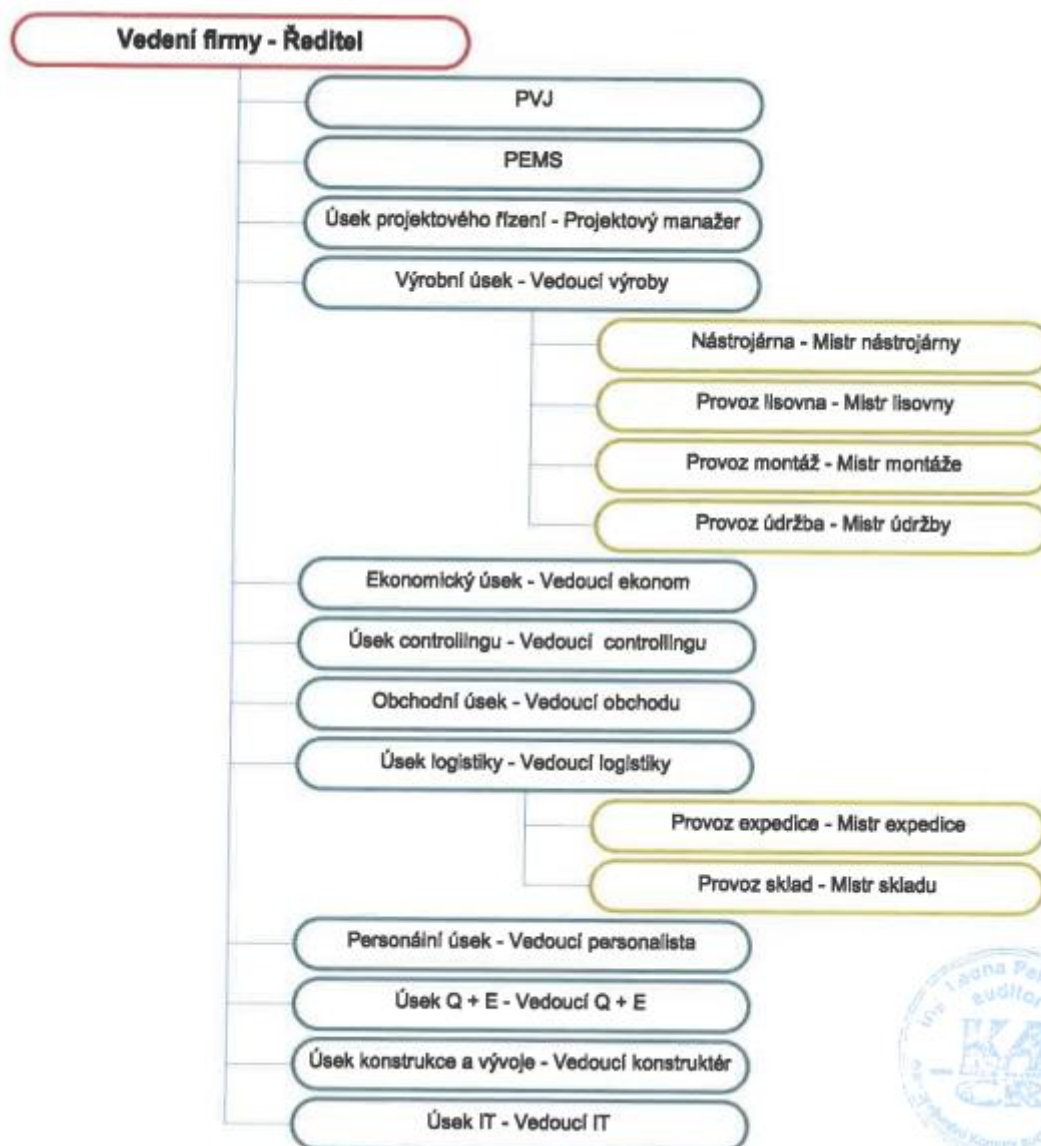 Vedení firmy - Ředitel
PVJ
PEMS
Úsek projektového řízení - Projektový manažer
Výrobní úsek - Vedoucí výroby
Nástrojárna - Mistr nástrojárny
Provoz lisovna - Mistr lisovny
Provoz montáž - Mistr montáže
Provoz údržba - Mistr údržby
Ekonomický úsek - Vedoucí ekonom
Úsek controllingu - Vedoucí controllingu
Obchodní úsek - Vedoucí obchodu
Úsek logistiky - Vedoucí logistiky
Provoz expedice - Mistr expedice
Provoz sklad - Mistr skladu
Personální úsek - Vedoucí personalista
Úsek Q + E - Vedoucí Q + E
Úsek konstrukce a vývoje - Vedoucí konstruktér
Úsek IT - Vedoucí IT
auditor